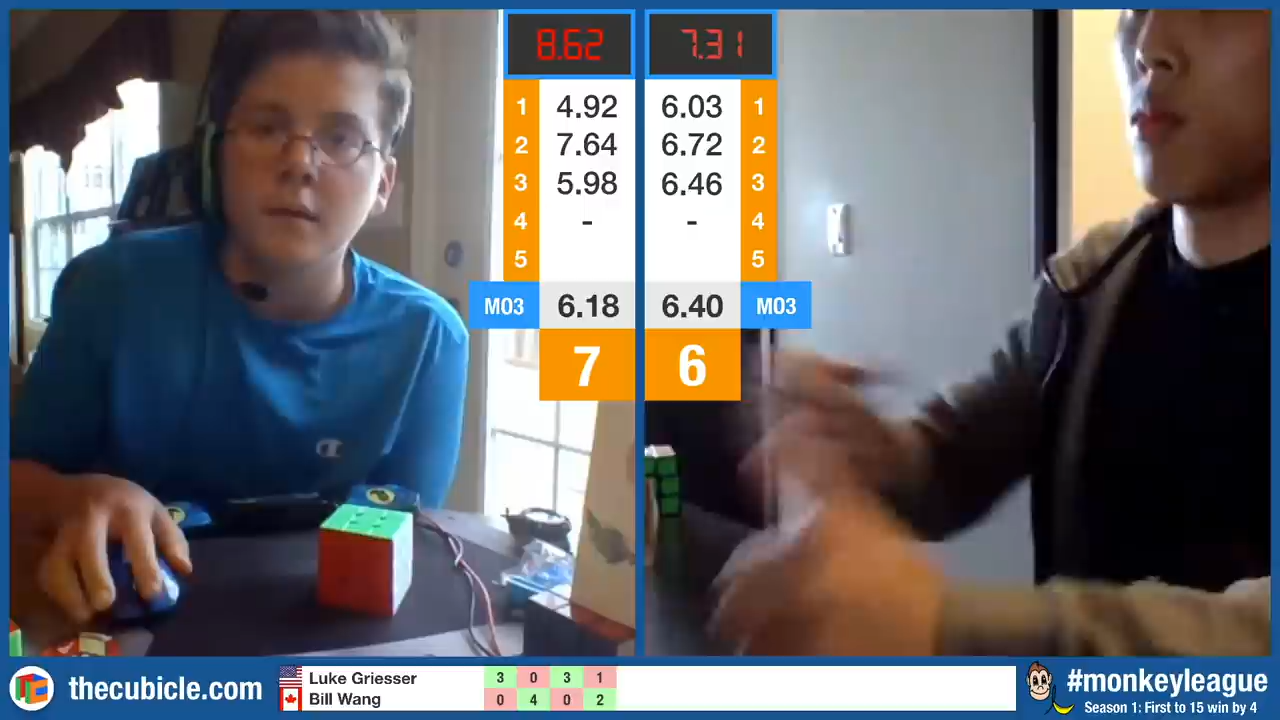 8.62 7.31
1 4.92 6.03 1
2 7.64 6.72 2
3 5.98 6.46 3
4 - - 4
5 5
MO3 6.18 6.40 MO3
7 6
thecubicle.com
Luke Griesser 3 0 3 1
Bill Wang 0 4 0 2
#monkeyleague
Season 1: First to 15 win by 4